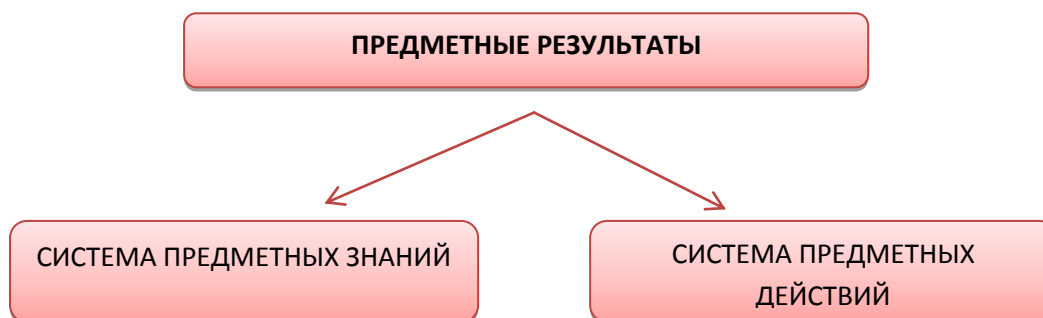 ПРЕДМЕТНЫЕ РЕЗУЛЬТАТЫ
СИСТЕМА ПРЕДМЕТНЫХ ЗНАНИЙ
СИСТЕМА ПРЕДМЕТНЫХ
ДЕЙСТВИЙ